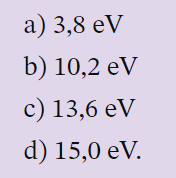 a) 3,8 eV
b) 10,2 eV
c) 13,6 eV
d) 15,0 eV.